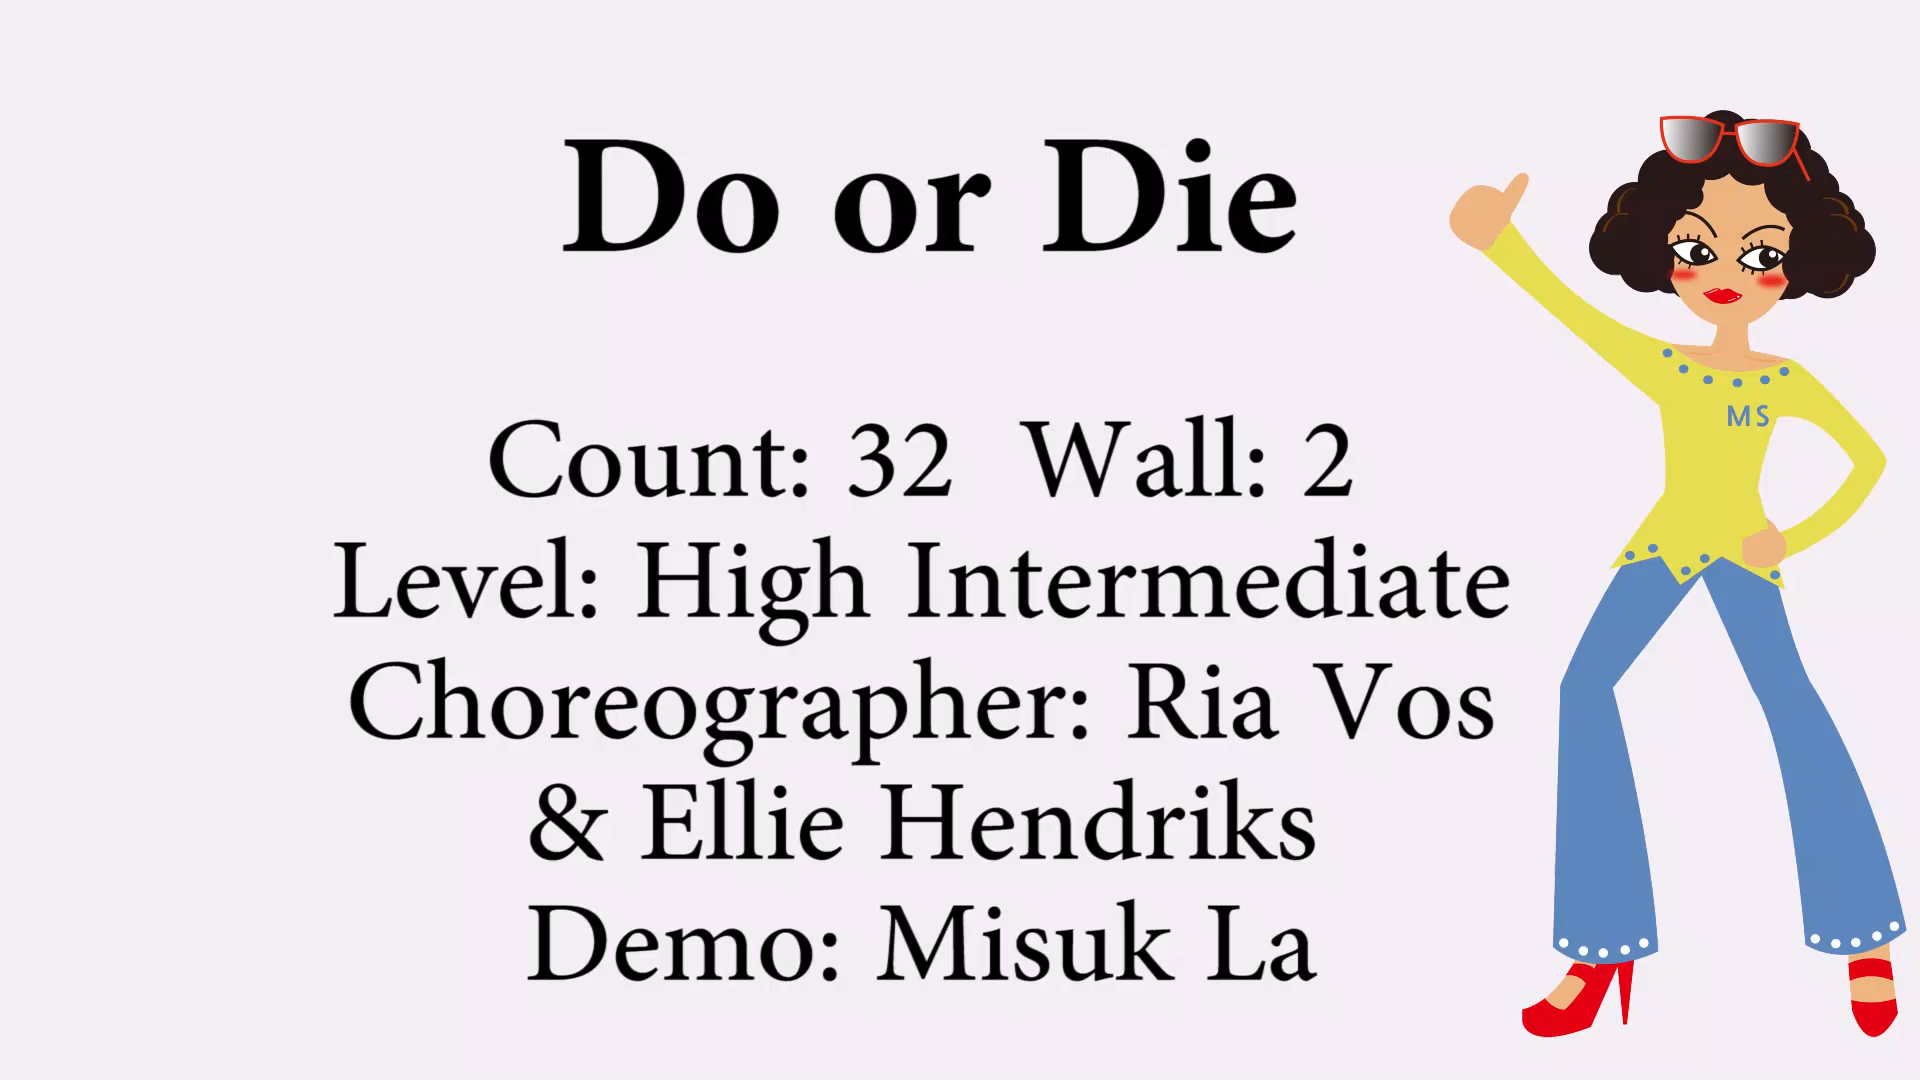 Do or Die
Count: 32 Wall: 2
Level: High Intermediate
Choreographer: Ria Vos
& Ellie Hendriks
Demo: Misuk La
MS